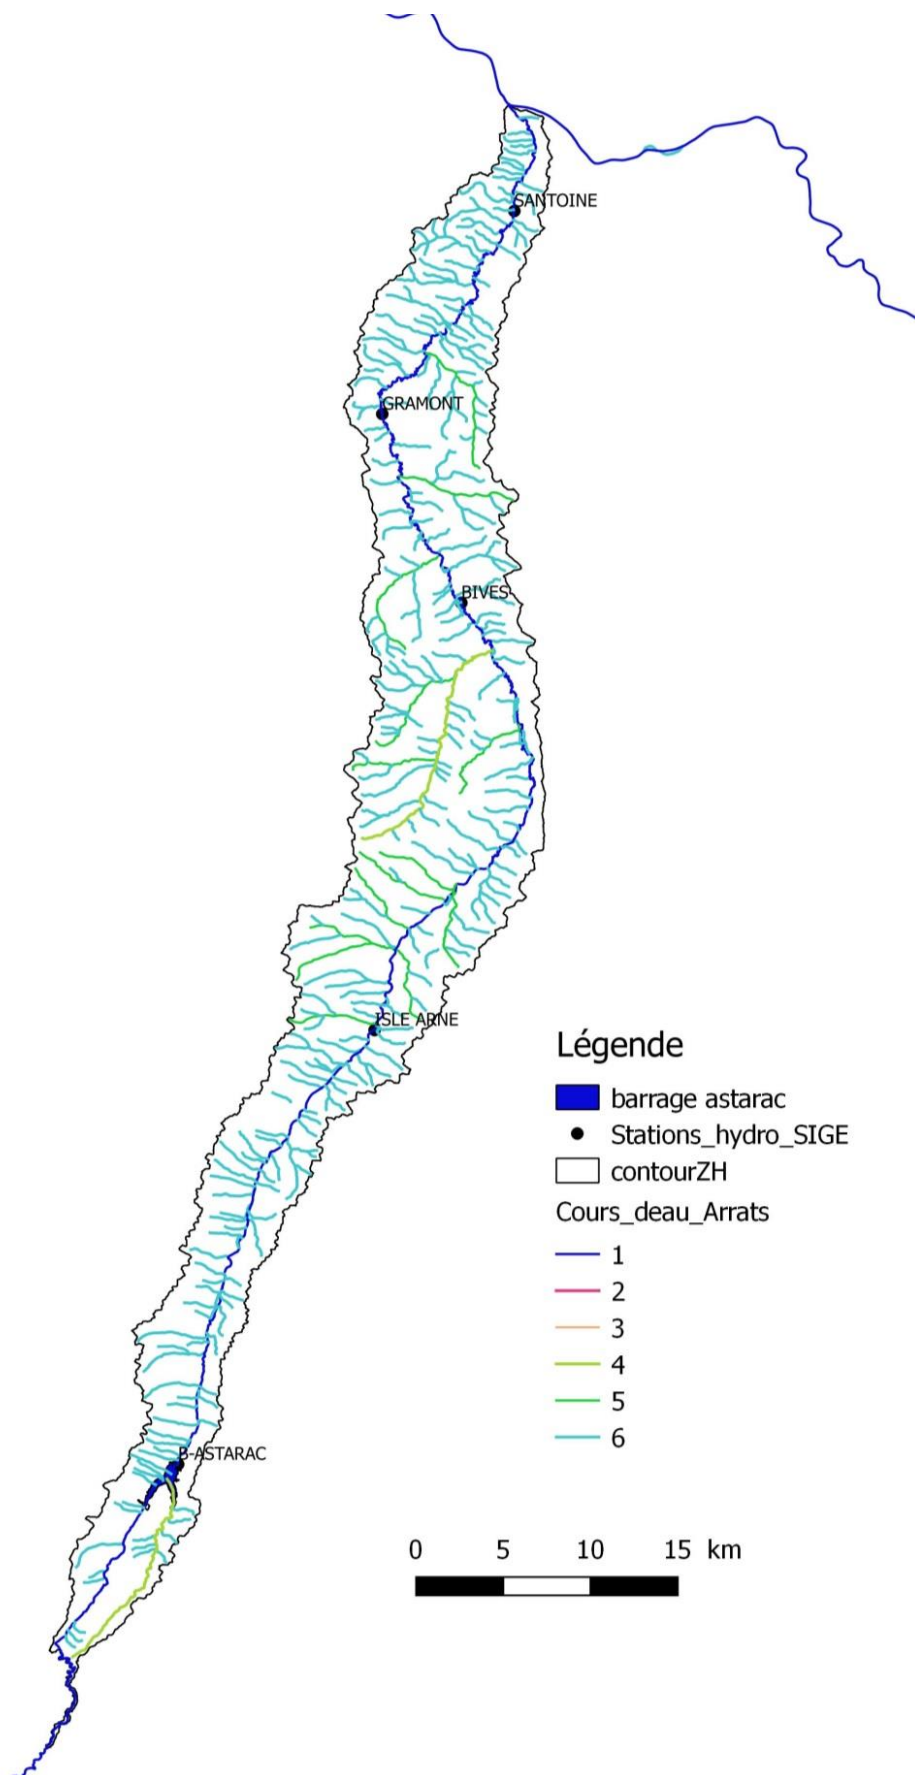 SANTOINE
GRAMONT
BIVES
ISLE ARNE
B-ASTARAC
Légende
barrage astarac
Stations_hydro_SIGE
contourZH
Cours_deau_Arrats
1
2
3
4
5
6
0 5 10 15 km